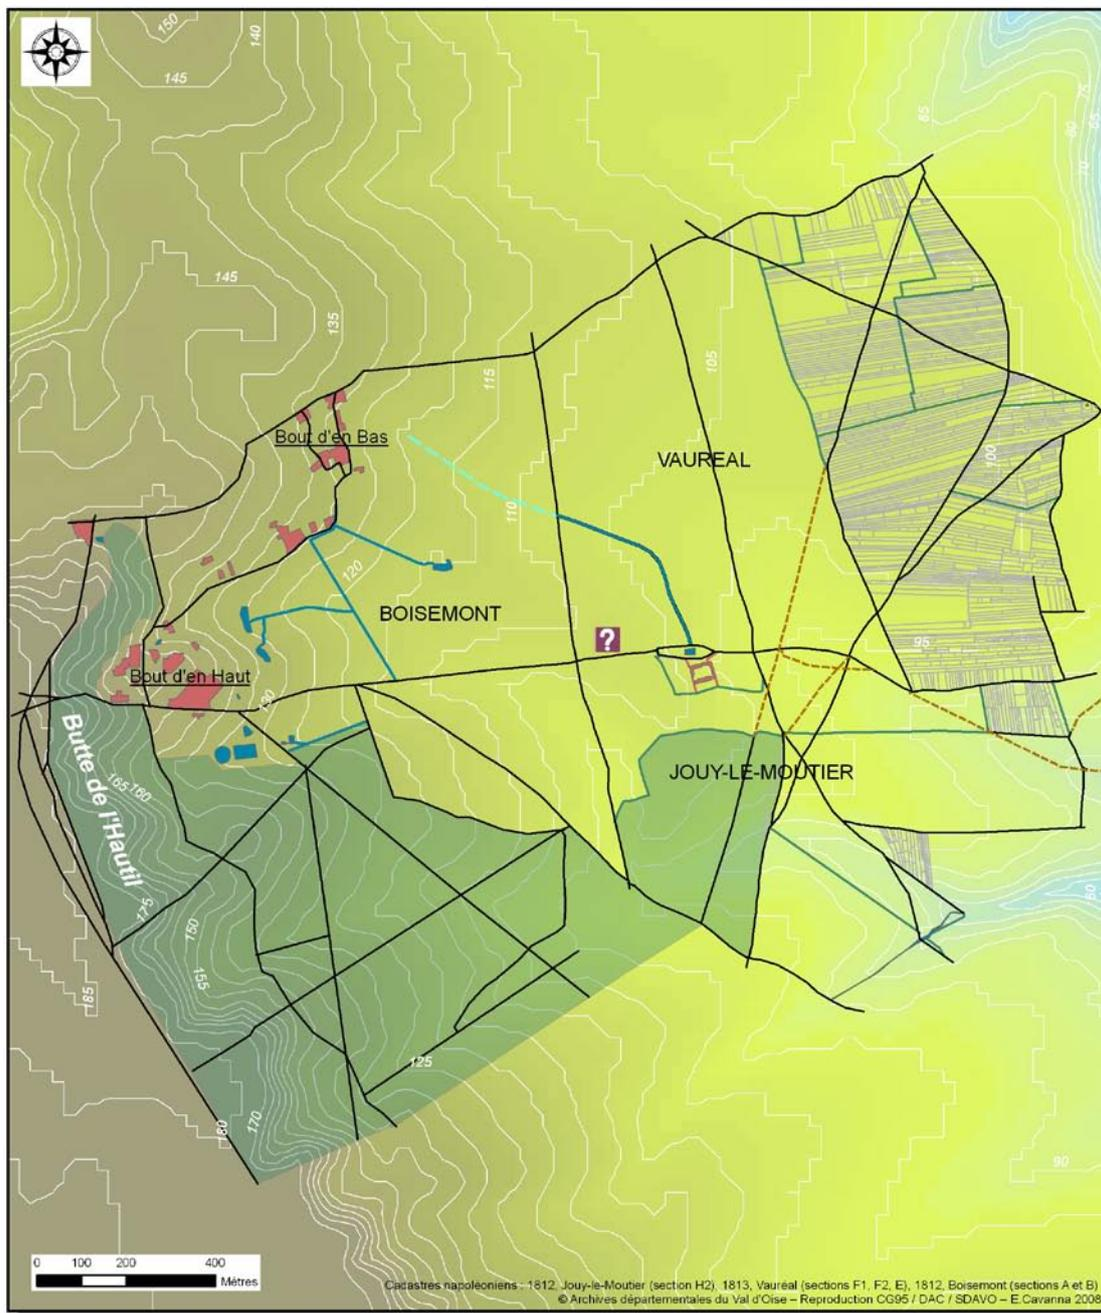 150
140
145
85
75
65
80
70
145
135
115
105
Bout d'en Bas
VAURÉAL
100
110
120
BOISEMONT
95
?
Bout d'en Haut
130
Butte de l'Hautil
JOUY-LE-MOUTIER
165
160
175
150
60
155
185
125
180
170
90
0 100 200 400
Mètres
Cadastres napoléoniens : 1812, Jouy-le-Moutier (section H2), 1813, Vauréal (sections F1, F2, E), 1812, Boisemont (sections A et B)
© Archives départementales du Val d'Oise – Reproduction CG95 / DAC / SDAVO – E.Cavanna 2008